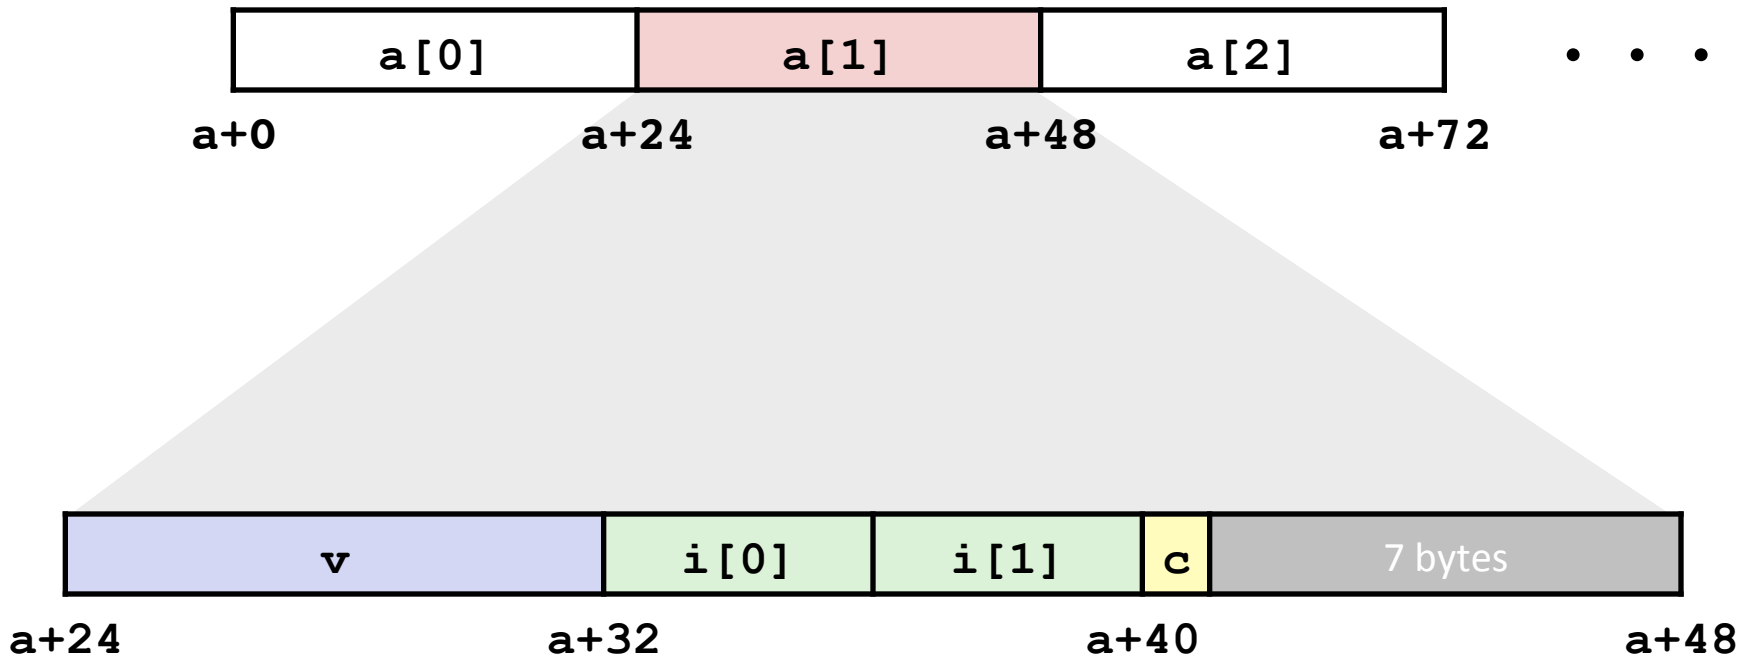 a[0] a[1] a[2] • • •
a+0 a+24 a+48 a+72
v i[0] i[1] c 7 bytes
a+24 a+32 a+40 a+48